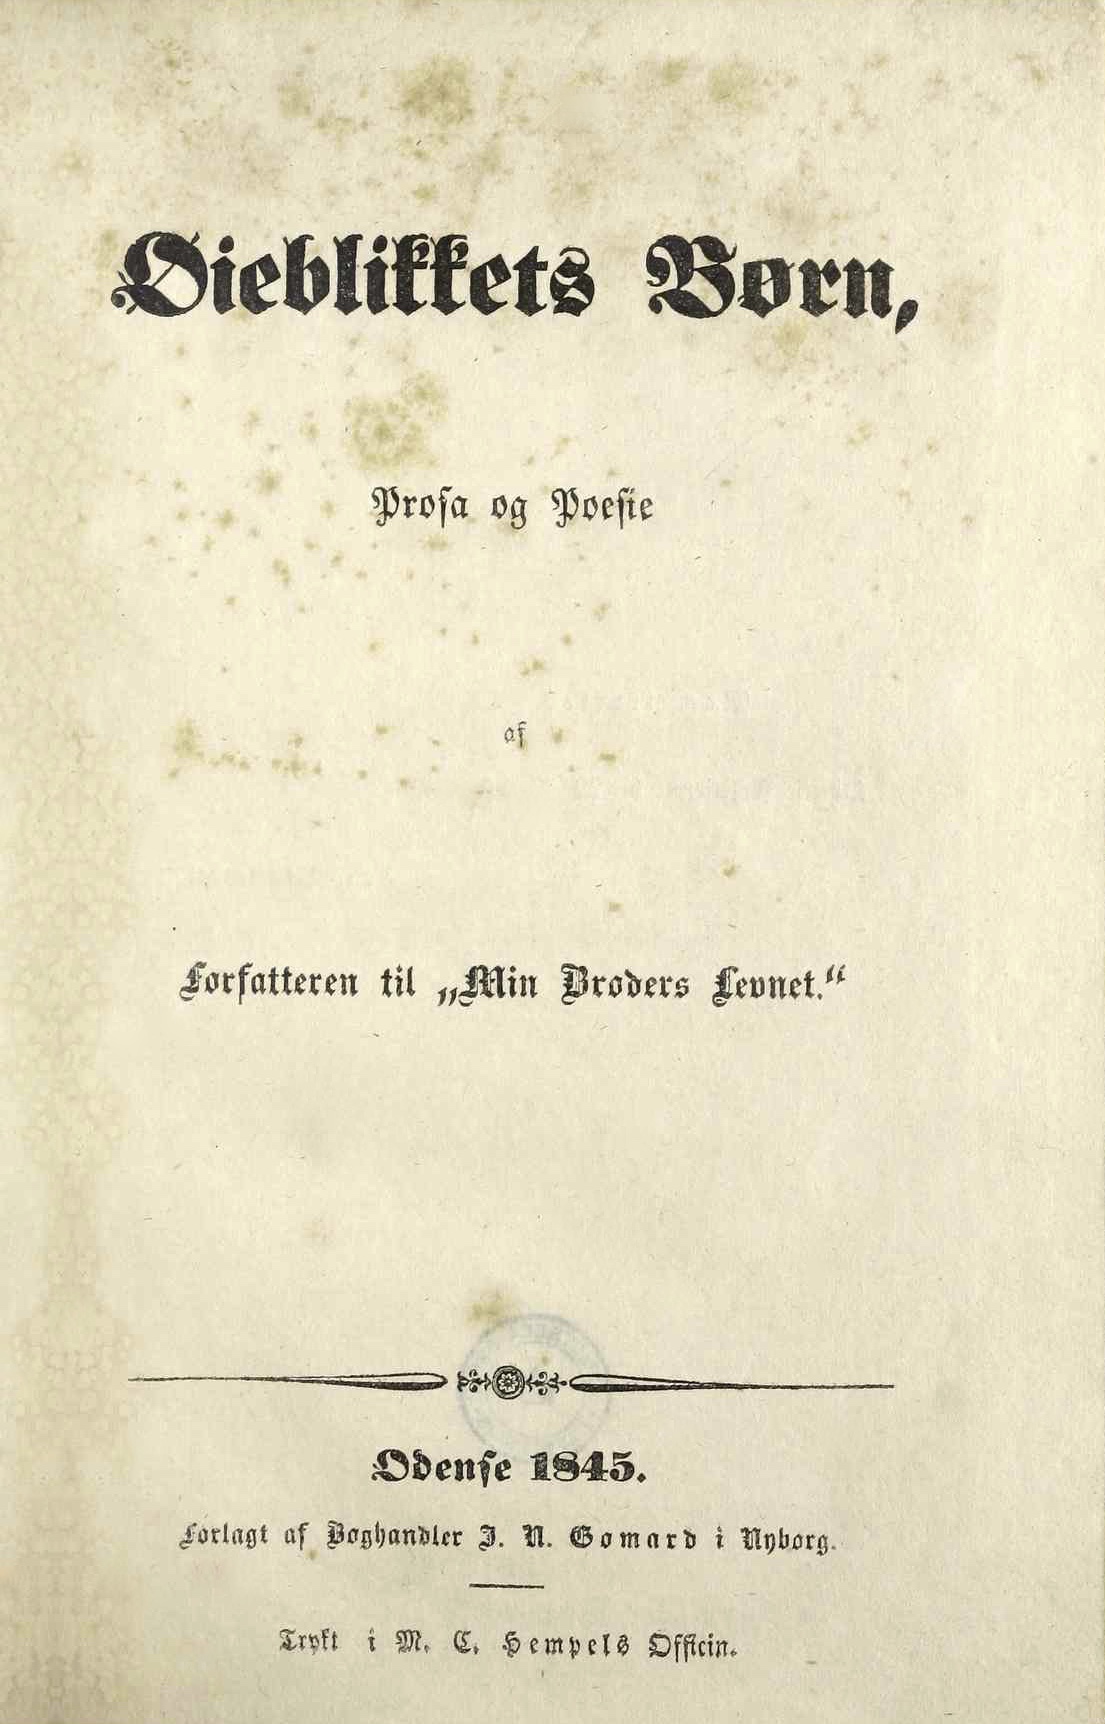 Øieblikkets Børn,
Prosa og Poesie
af
Forfatteren til „Min Broders Levnet.“
Odense 1845.
Forlagt af Boghandler J. N. Gomard i Nyborg.
Trykt i M. C. Hempels Officin.